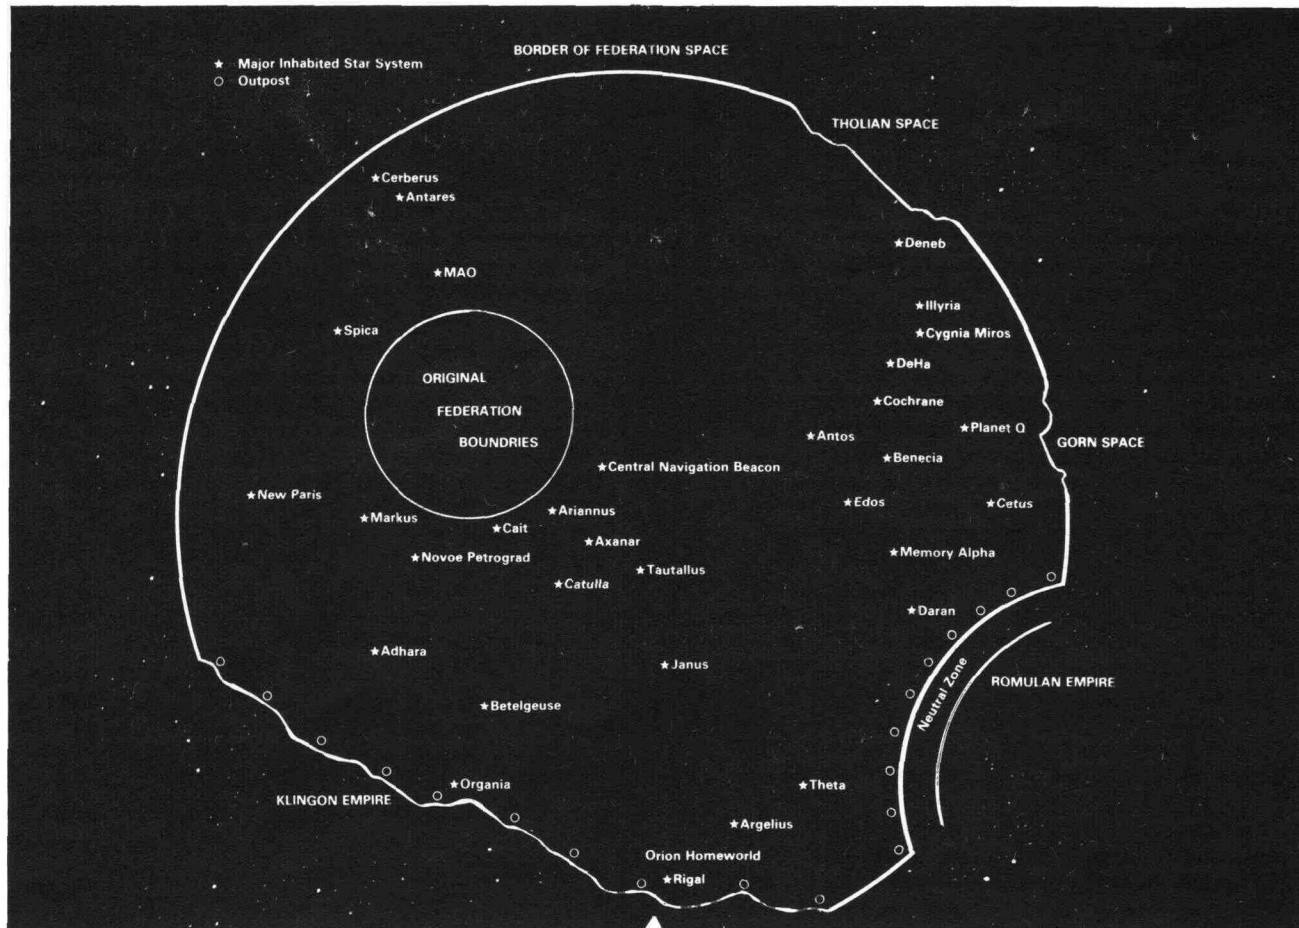 BORDER OF FEDERATION SPACE
Major Inhabited Star System
Outpost
THOLIAN SPACE
Cerberus
Antares
Deneb
MAO
Illyria
Spica
Cygnia Miros
DeHa
ORIGINAL
FEDERATION
BOUNDRIES
Cochrane
Planet Q
Antos
GORN SPACE
Benecia
Central Navigation Beacon
New Paris
Edos
Cetus
Ariannus
Markus
Cait
Axanar
Memory Alpha
Novoe Petrograd
Tautallus
Catulla
Daran
Adhara
Janus
Neutral Zone
ROMULAN EMPIRE
Betelgeuse
Organia
Theta
KLINGON EMPIRE
Argelius
Orion Homeworld
Rigal